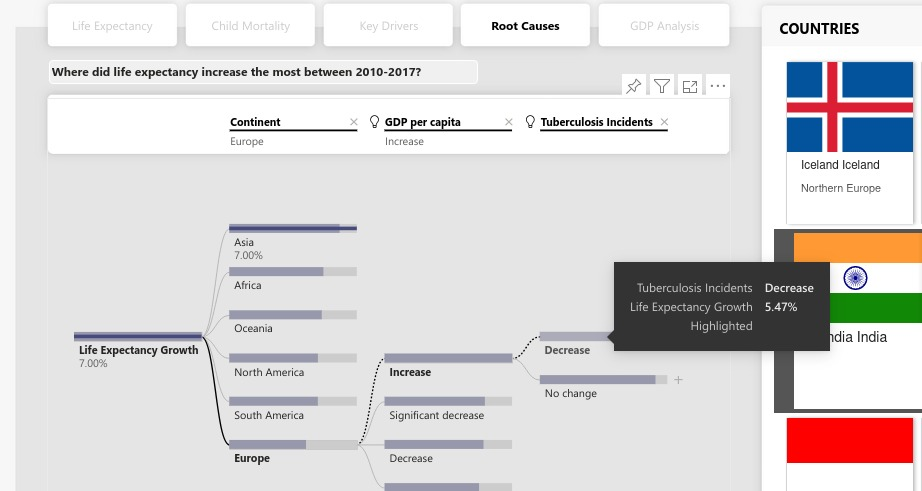 Life Expectancy
Child Mortality
Key Drivers
Root Causes
GDP Analysis
COUNTRIES
Where did life expectancy increase the most between 2010-2017?
Continent
GDP per capita
Tuberculosis Incidents
Europe
Increase
Iceland Iceland
Northern Europe
Asia
7.00%
Africa
Oceania
Life Expectancy Growth
7.00%
North America
South America
Europe
Increase
Significant decrease
Decrease
Decrease
No change
Tuberculosis Incidents Decrease
Life Expectancy Growth 5.47%
Highlighted
India